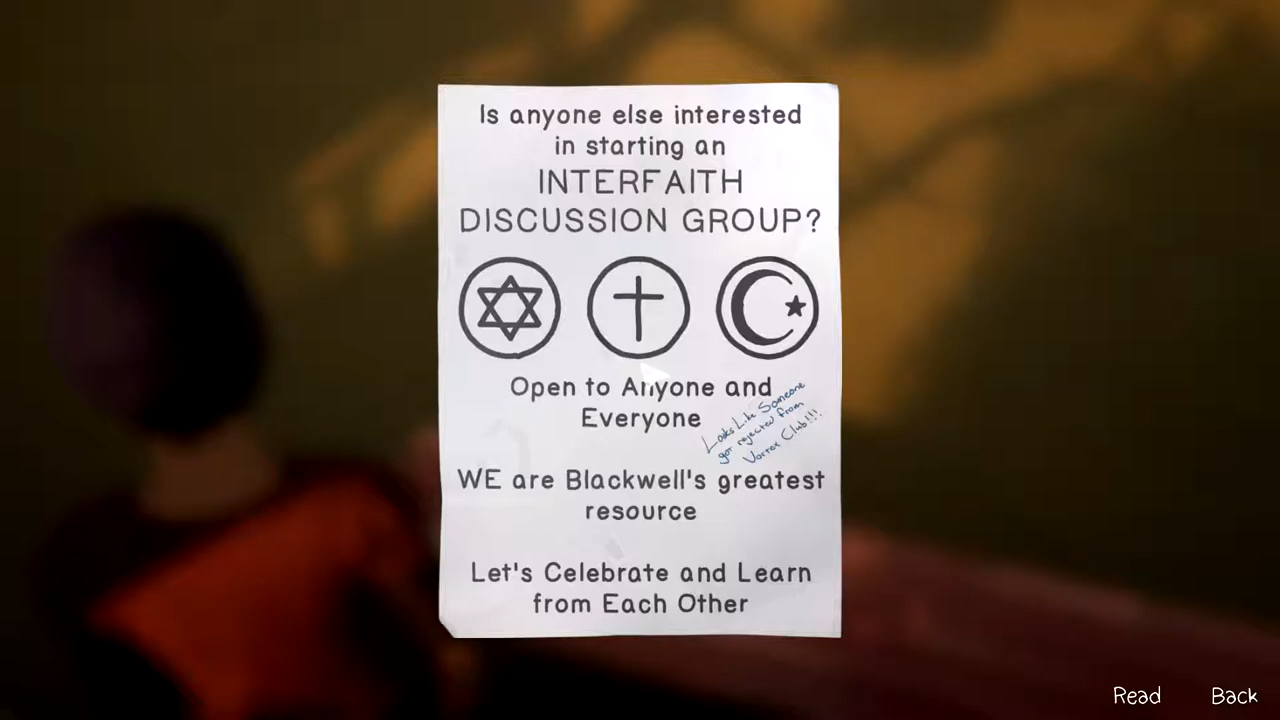 Is anyone else interested
in starting an
INTERFAITH
DISCUSSION GROUP?
Open to Anyone and
Everyone
Looks Like Someone
got rejected from
Vortex Club!!!
WE are Blackwell's greatest
resource
Let's Celebrate and Learn
from Each Other
Read
Back